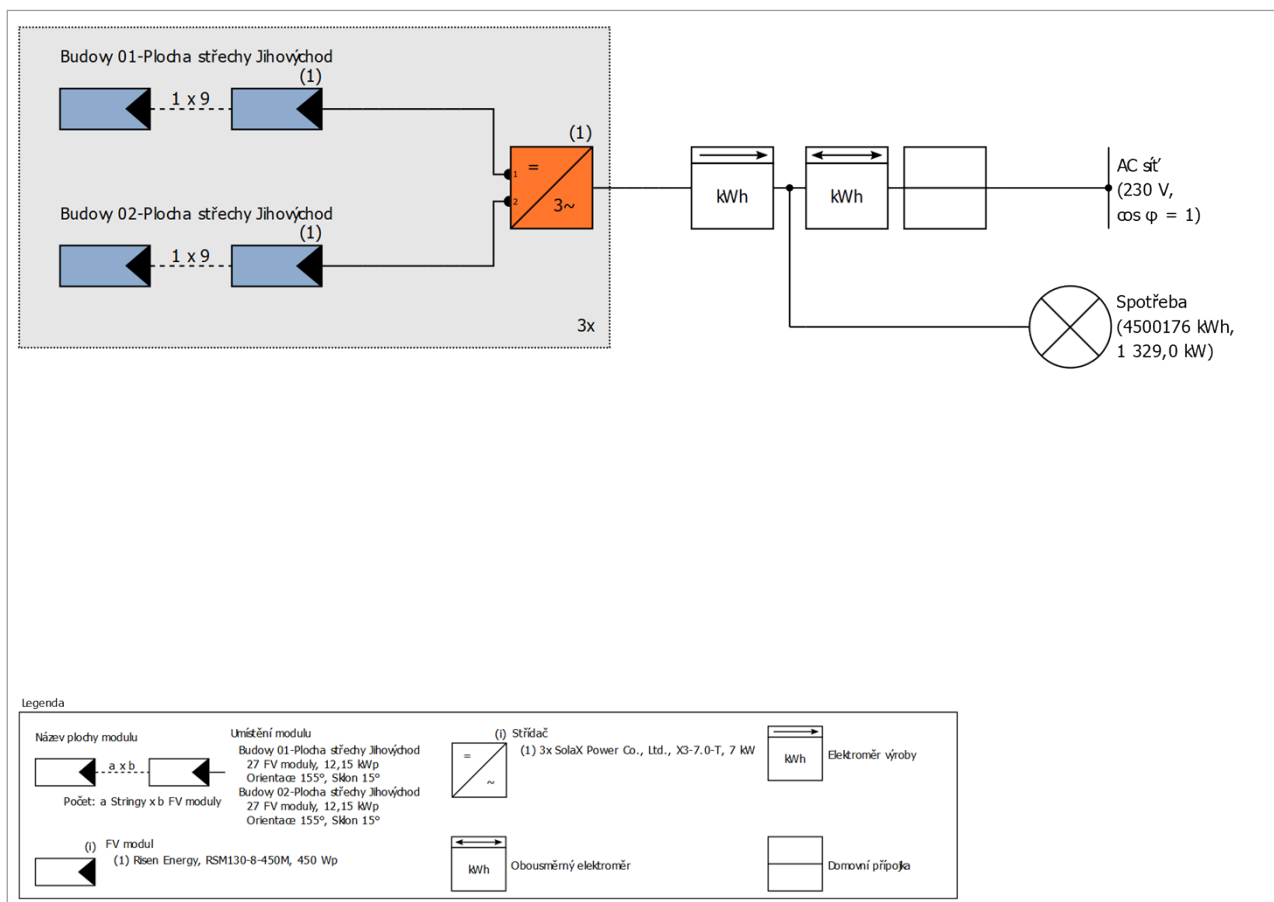 Budovy 01-Plocha střechy Jihovýchod
(1)
1 x 9
(1)
1
=
2
3~
Budovy 02-Plocha střechy Jihovýchod
(1)
1 x 9
3x
kWh
kWh
AC síť
(230 V,
cos φ = 1)
Spotřeba
(4500176 kWh,
1 329,0 kW)
Legenda
Název plochy modulu
a x b
Počet: a Stringy x b FV moduly
Umístění modulu
Budovy 01-Plocha střechy Jihovýchod
27 FV moduly, 12,15 kWp
Orientace 155°, Sklon 15°
Budovy 02-Plocha střechy Jihovýchod
27 FV moduly, 12,15 kWp
Orientace 155°, Sklon 15°
(i) FV modul
(1) Risen Energy, RSM130-8-450M, 450 Wp
=
~
(i) Střídač
(1) 3x SolaX Power Co., Ltd., X3-7.0-T, 7 kW
kWh
Obousměrný elektroměr
kWh
Elektroměr výroby
Domovní přípojka